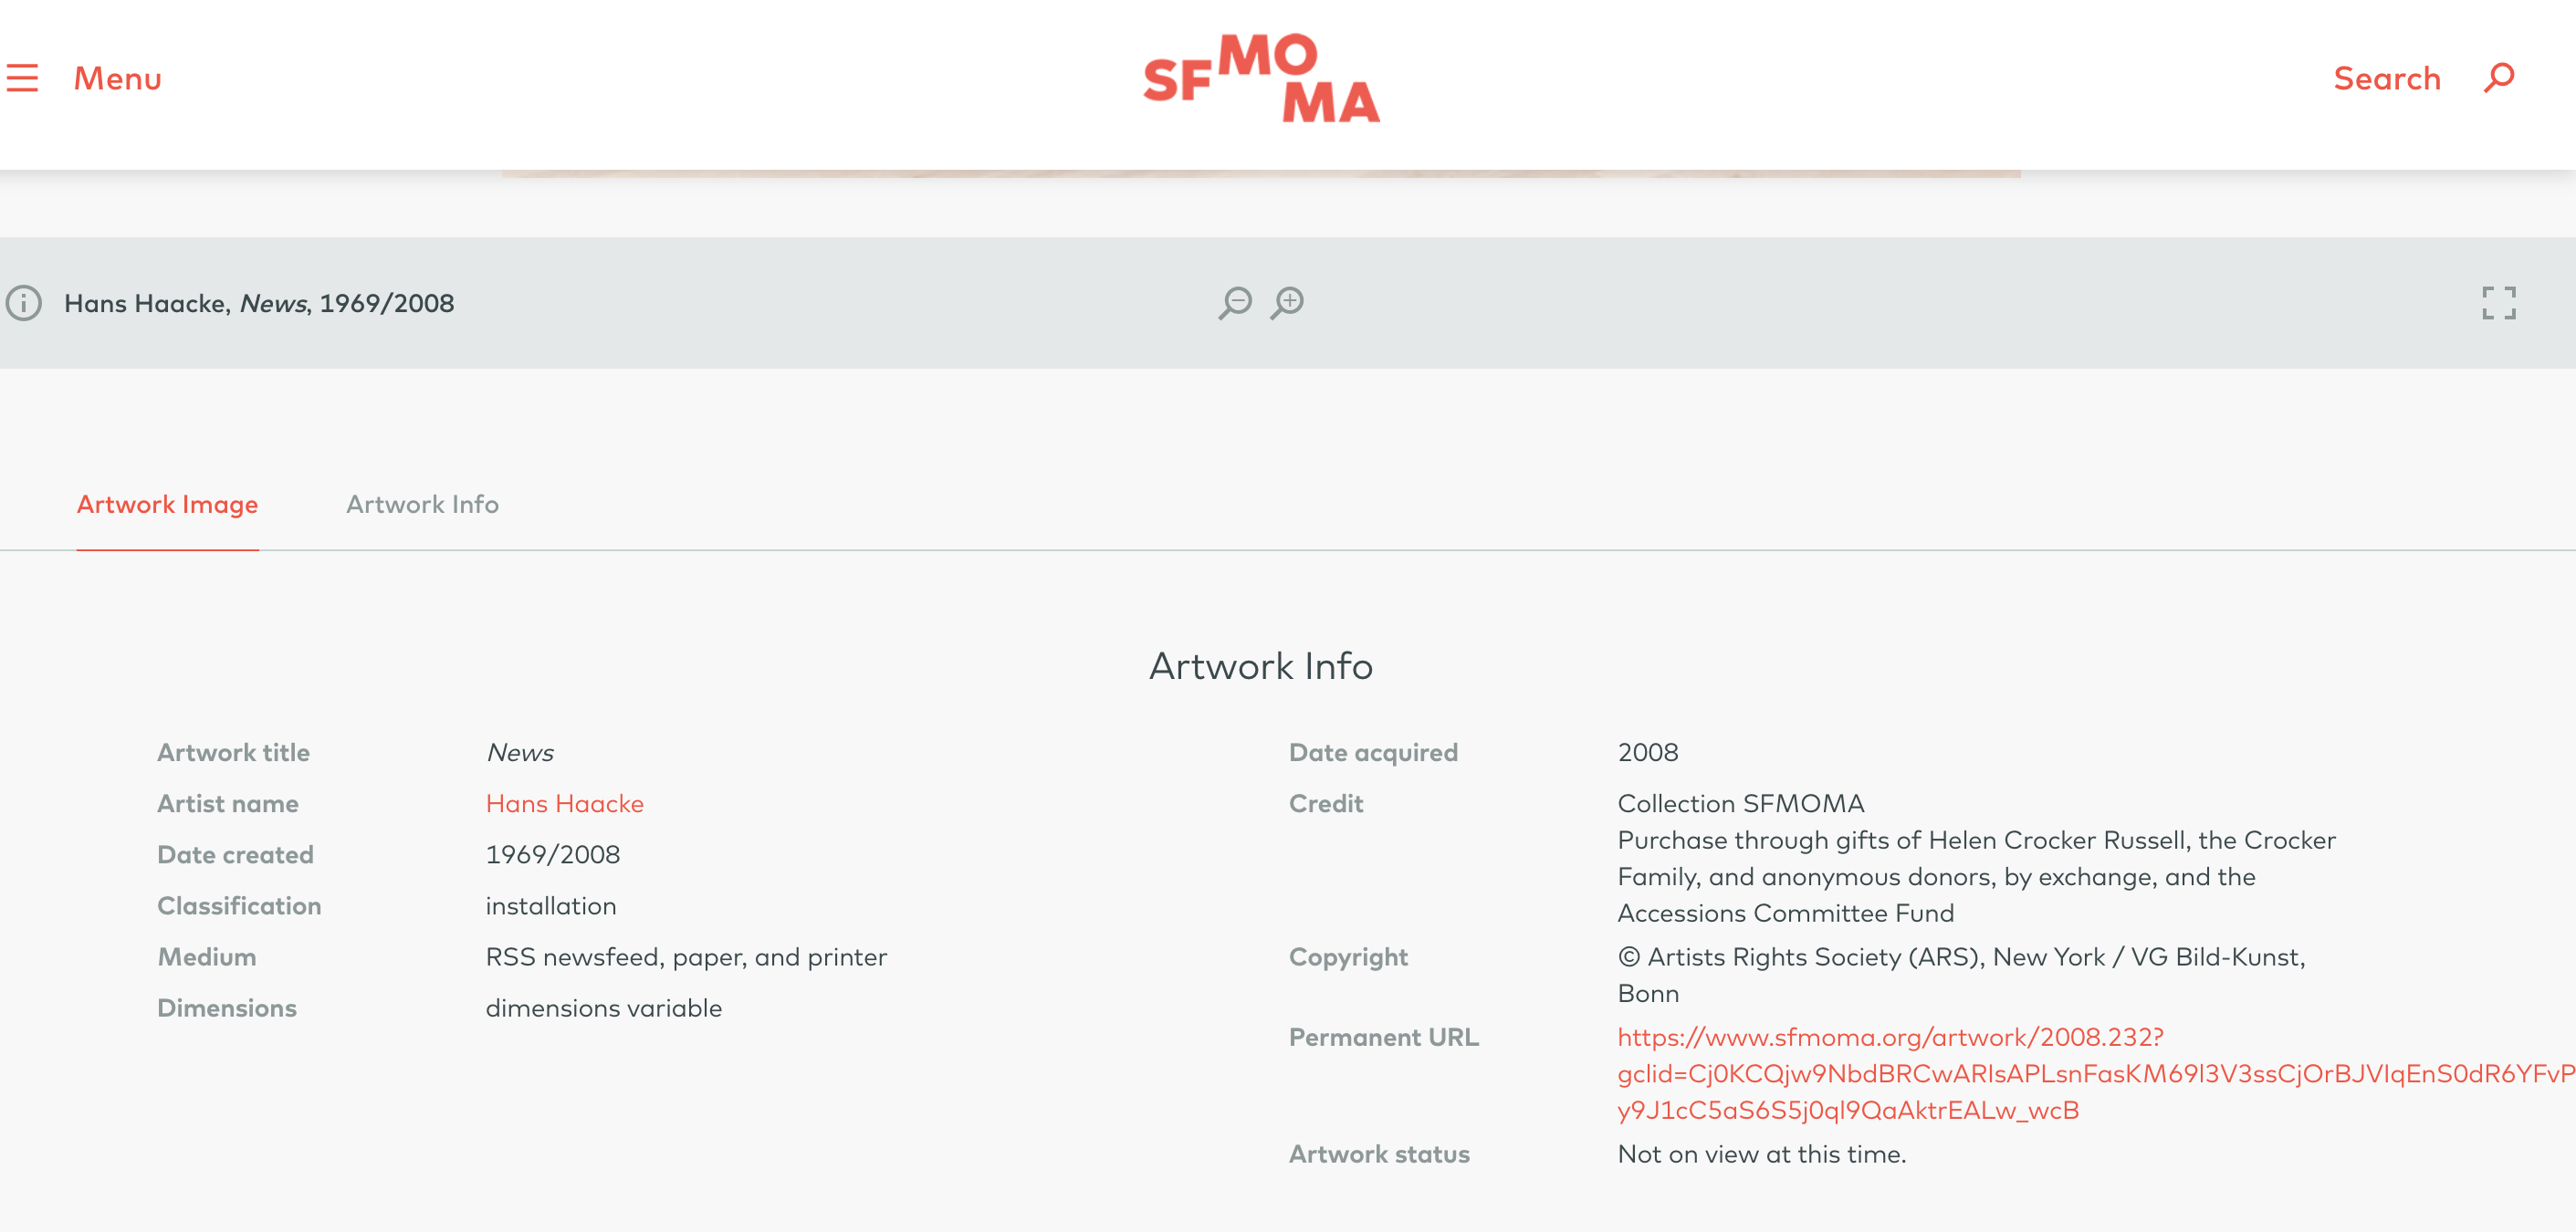 Menu
SFMOMA
Search
Hans Haacke, News, 1969/2008
Artwork Image
Artwork Info
Artwork Info
Artwork title
News
Artist name
Hans Haacke
Date created
1969/2008
Classification
installation
Medium
RSS newsfeed, paper, and printer
Dimensions
dimensions variable
Date acquired
2008
Credit
Collection SFMOMA
Purchase through gifts of Helen Crocker Russell, the Crocker
Family, and anonymous donors, by exchange, and the
Accessions Committee Fund
Copyright
© Artists Rights Society (ARS), New York / VG Bild-Kunst,
Bonn
Permanent URL
https://www.sfmoma.org/artwork/2008.232?
gclid=Cj0KCQjw9NbdBRCwARIsAPLsnFasKM69l3V3ssCjOrBJVIqEnS0dR6YFvP
y9J1cC5aS6S5j0ql9QaAktrEALw_wcB
Artwork status
Not on view at this time.